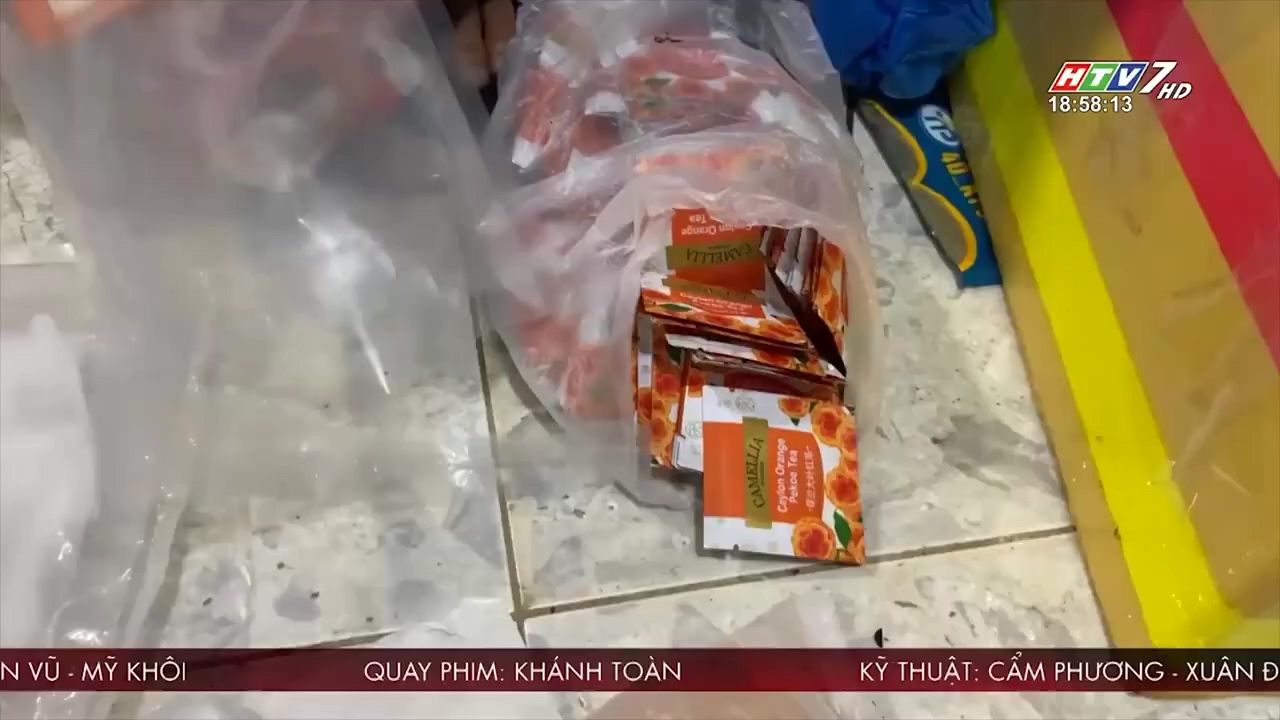 HTV7 HD
18:58:13
Ceylon Orange
Tea
CAMELLIA
CAMELLIA
Ceylon Orange
Pekoe Tea
N VŨ - MỸ KHÔI
QUAY PHIM: KHÁNH TOÀN
KỸ THUẬT: CẨM PHƯƠNG - XUÂN Đ